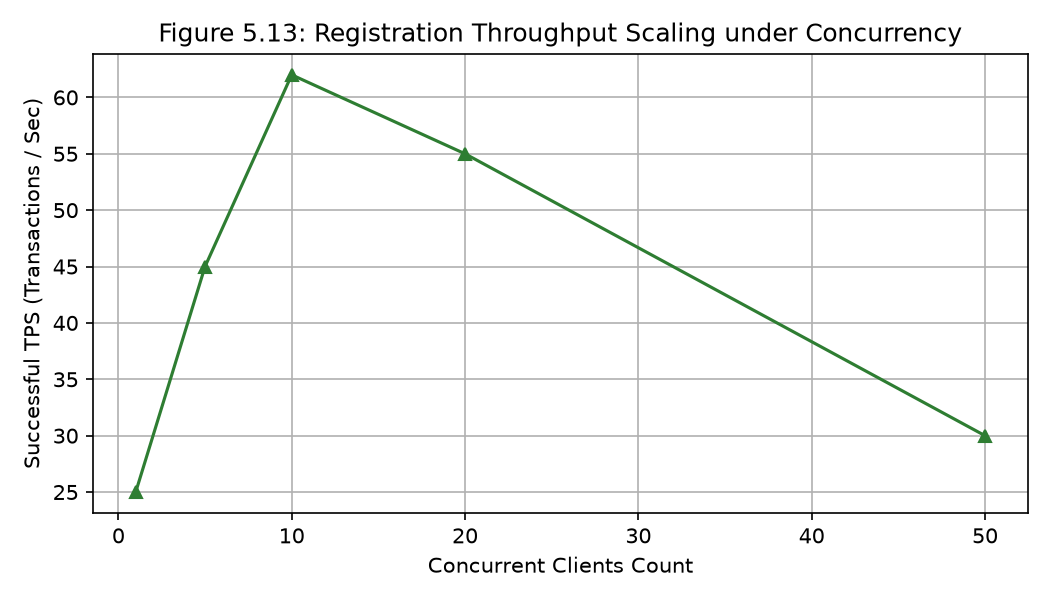 Figure 5.13: Registration Throughput Scaling under Concurrency
Successful TPS (Transactions / Sec)
60
55
50
45
40
35
30
25
0 10 20 30 40 50
Concurrent Clients Count